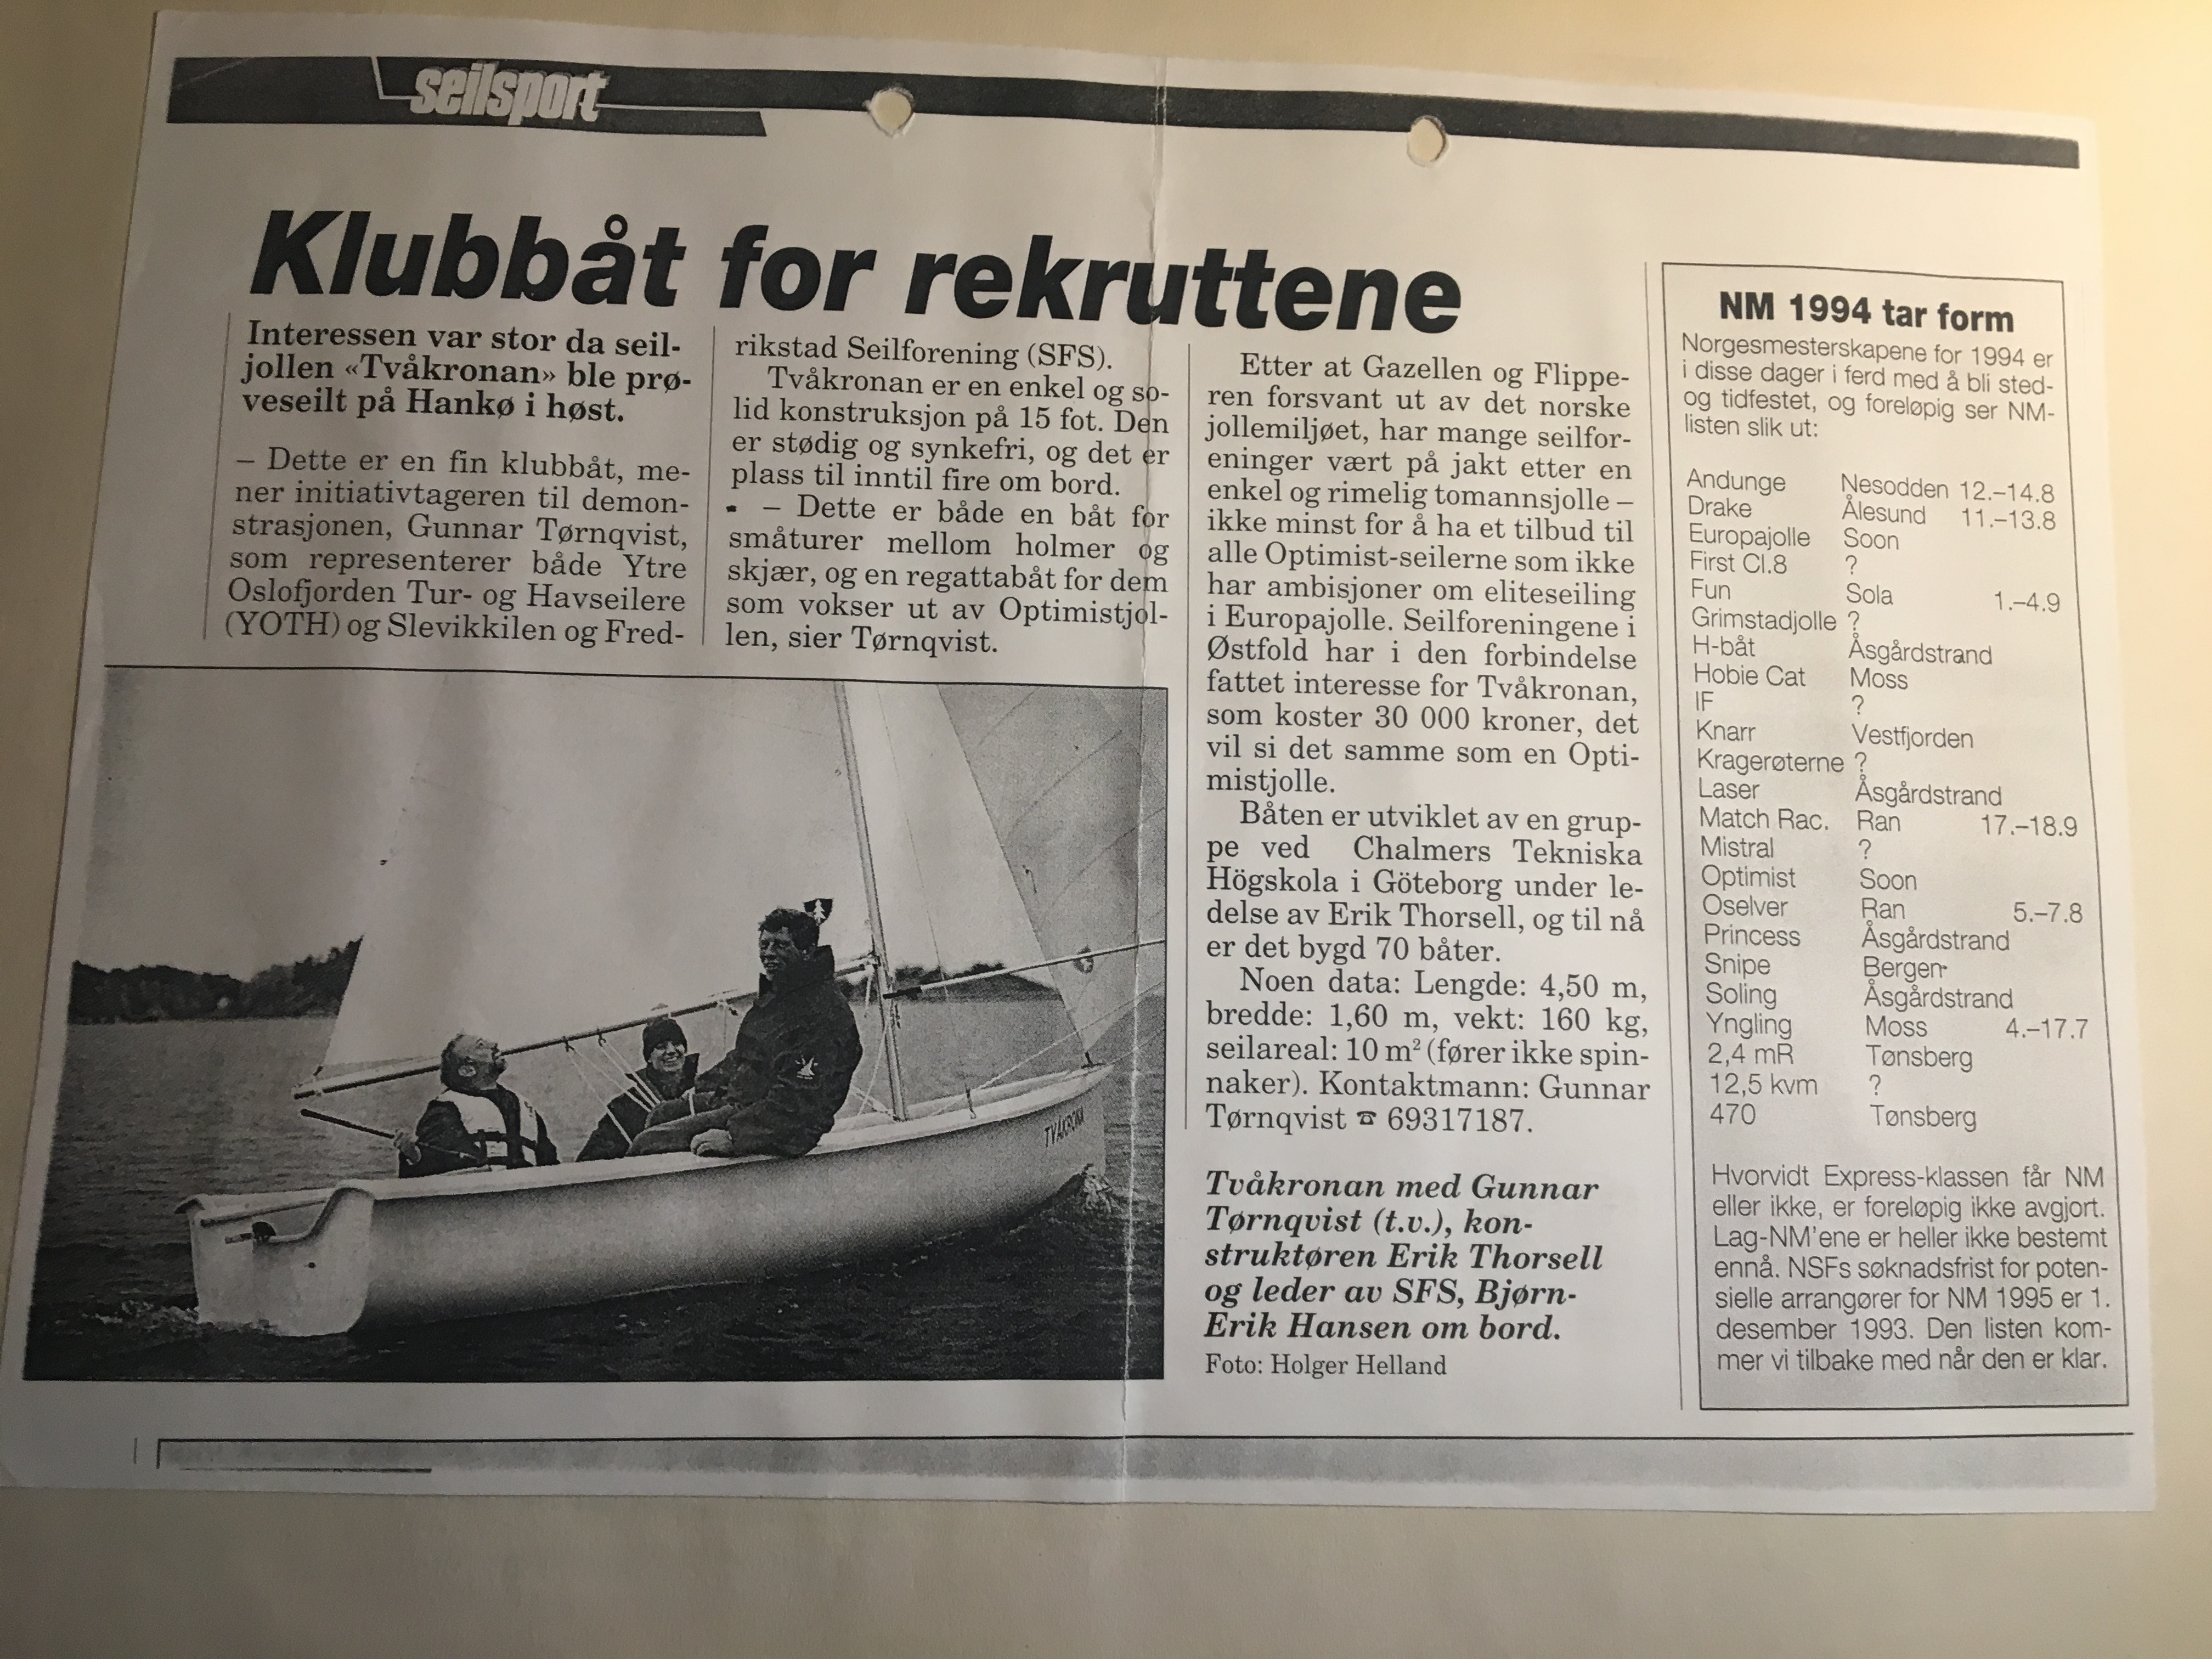 seilsport
Klubbåt for rekruttene
Interessen var stor da seil-
jollen «Tvåkronan» ble prø-
veseilt på Hankø i høst.
– Dette er en fin klubbåt, me-
ner initiativtageren til demon-
strasjonen, Gunnar Tørnqvist,
som representerer både Ytre
Oslofjorden Tur- og Havseilere
(YOTH) og Slevikkilen og Fred-
rikstad Seilforening (SFS).
Tvåkronan er en enkel og so-
lid konstruksjon på 15 fot. Den
er stødig og synkefri, og det er
plass til inntil fire om bord.
– Dette er både en båt for
småturer mellom holmer og
skjær, og en regattabåt for dem
som vokser ut av Optimistjol-
len, sier Tørnqvist.
Etter at Gazellen og Flippe-
ren forsvant ut av det norske
jollemiljøet, har mange seilfor-
eninger vært på jakt etter en
enkel og rimelig tomannsjolle –
ikke minst for å ha et tilbud til
alle Optimist-seilerne som ikke
har ambisjoner om eliteseiling
i Europajolle. Seilforeningene i
Østfold har i den forbindelse
fattet interesse for Tvåkronan,
som koster 30 000 kroner, det
vil si det samme som en Opti-
mistjolle.
Båten er utviklet av en grup-
pe ved Chalmers Tekniska
Högskola i Göteborg under le-
delse av Erik Thorsell, og til nå
er det bygd 70 båter.
Noen data: Lengde: 4,50 m,
bredde: 1,60 m, vekt: 160 kg,
seilareal: 10 m² (fører ikke spin-
naker). Kontaktmann: Gunnar
Tørnqvist ☎ 69317187.
TVÅKRONA
Tvåkronan med Gunnar
Tørnqvist (t.v.), kon-
struktøren Erik Thorsell
og leder av SFS, Bjørn-
Erik Hansen om bord.
Foto: Holger Helland
NM 1994 tar form
Norgesmesterskapene for 1994 er
i disse dager i ferd med å bli sted-
og tidfestet, og foreløpig ser NM-
listen slik ut:
Andunge Nesodden 12.–14.8
Drake Ålesund 11.–13.8
Europajolle Soon
First Cl.8 ?
Fun Sola 1.–4.9
Grimstadjolle ?
H-båt Åsgårdstrand
Hobie Cat Moss
IF ?
Knarr Vestfjorden
Kragerøterne ?
Laser Åsgårdstrand
Match Rac. Ran 17.–18.9
Mistral ?
Optimist Soon
Oselver Ran 5.–7.8
Princess Åsgårdstrand
Snipe Bergen
Soling Åsgårdstrand
Yngling Moss 4.–17.7
2,4 mR Tønsberg
12,5 kvm ?
470 Tønsberg
Hvorvidt Express-klassen får NM
eller ikke, er foreløpig ikke avgjort.
Lag-NM'ene er heller ikke bestemt
ennå. NSFs søknadsfrist for poten-
sielle arrangører for NM 1995 er 1.
desember 1993. Den listen kom-
mer vi tilbake med når den er klar.